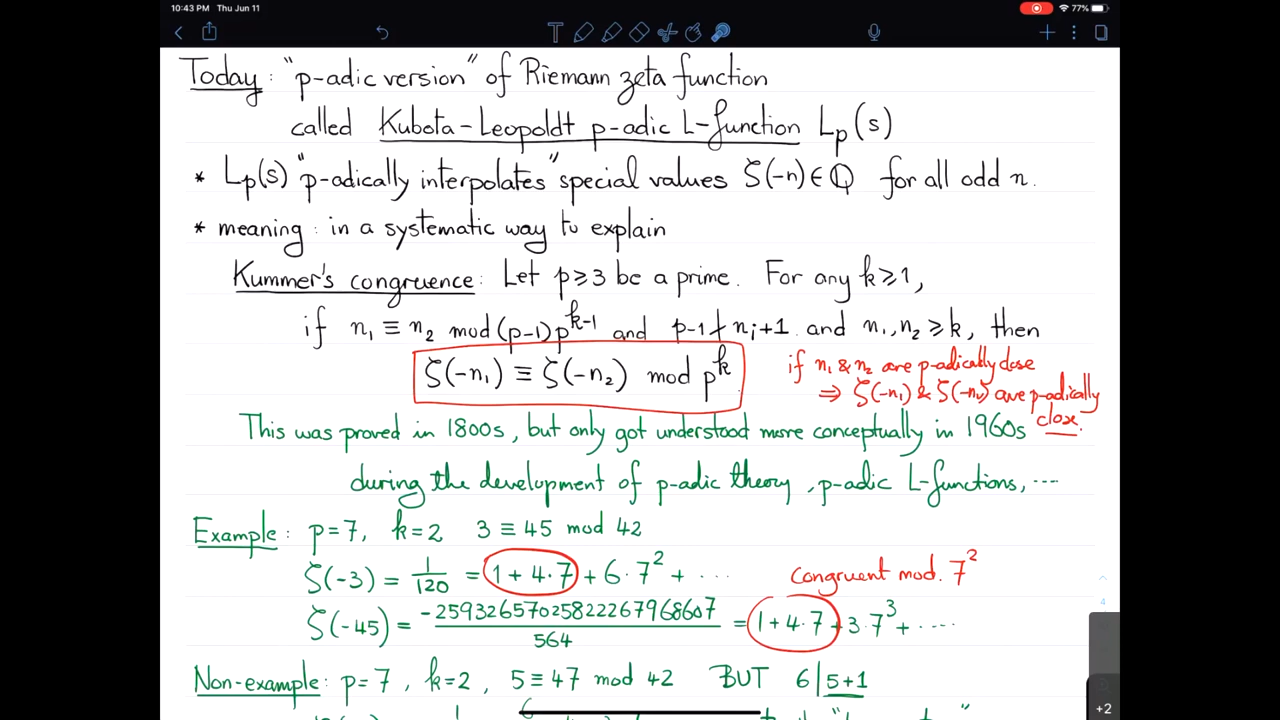 10:43 PM Thu Jun 11
77%
Today: "p-adic version" of Riemann zeta function
called Kubota-Leopoldt p-adic L-function Lp(s)
* Lp(s) "p-adically interpolates" special values ζ(-n) ∈ ℚ for all odd n.
* meaning: in a systematic way to explain
Kummer's congruence: Let p≥3 be a prime. For any k≥1,
if n₁ ≡ n₂ mod (p-1)p^{k-1} and p-1∤nᵢ+1. and n₁,n₂ ≥ k, then
ζ(-n₁) ≡ ζ(-n₂) mod p^k.
if n₁ & n₂ are p-adically close
⇒ ζ(-n₁) & ζ(-n₂) are p-adically
close.
This was proved in 1800s, but only got understood more conceptually in 1960s
during the development of p-adic theory, p-adic L-functions, ....
Example: p=7, k=2 3 ≡ 45 mod 42
ζ(-3) = 1/120 = 1+4·7+6·7² + ....
congruent mod. 7²
ζ(-45) = -25932657025822267968607/564 = 1+4·7+3·7³+ ....
Non-example: p=7, k=2, 5≡47 mod 42 BUT 6|5+1
4
+2